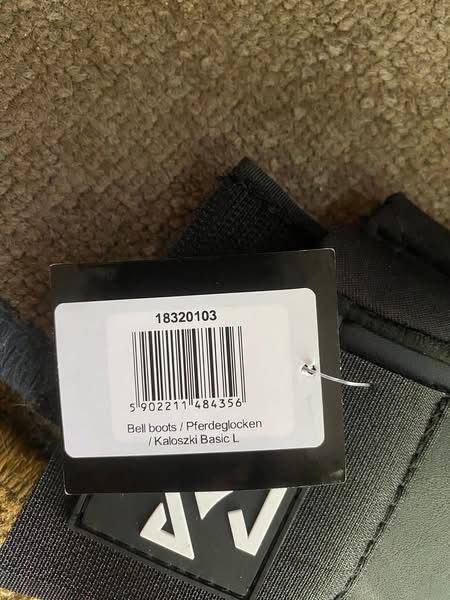 18320103
5 902211 484356
Bell boots / Pferdeglocken
/ Kaloszki Basic L